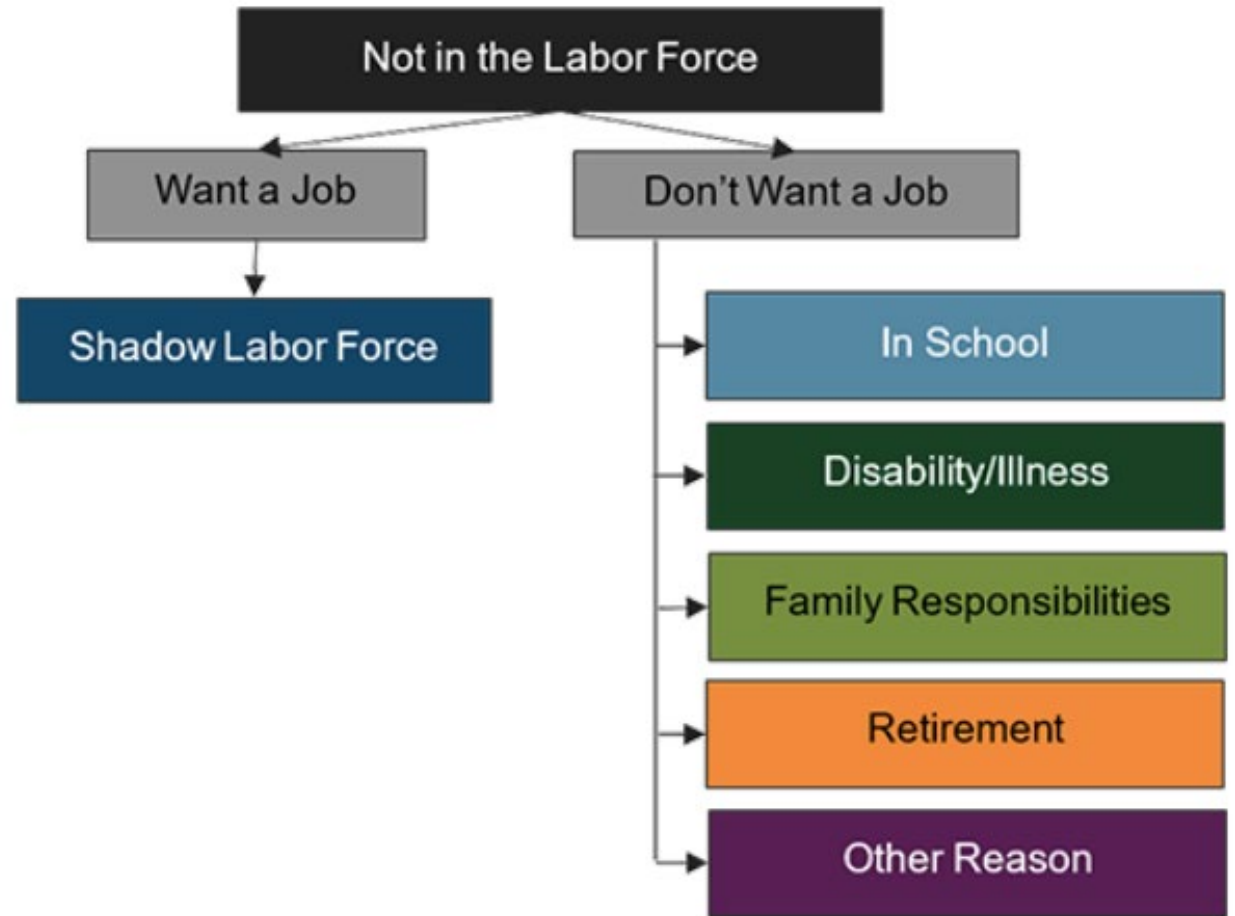 Not in the Labor Force
Want a Job
Don’t Want a Job
Shadow Labor Force
In School
Disability/Illness
Family Responsibilities
Retirement
Other Reason